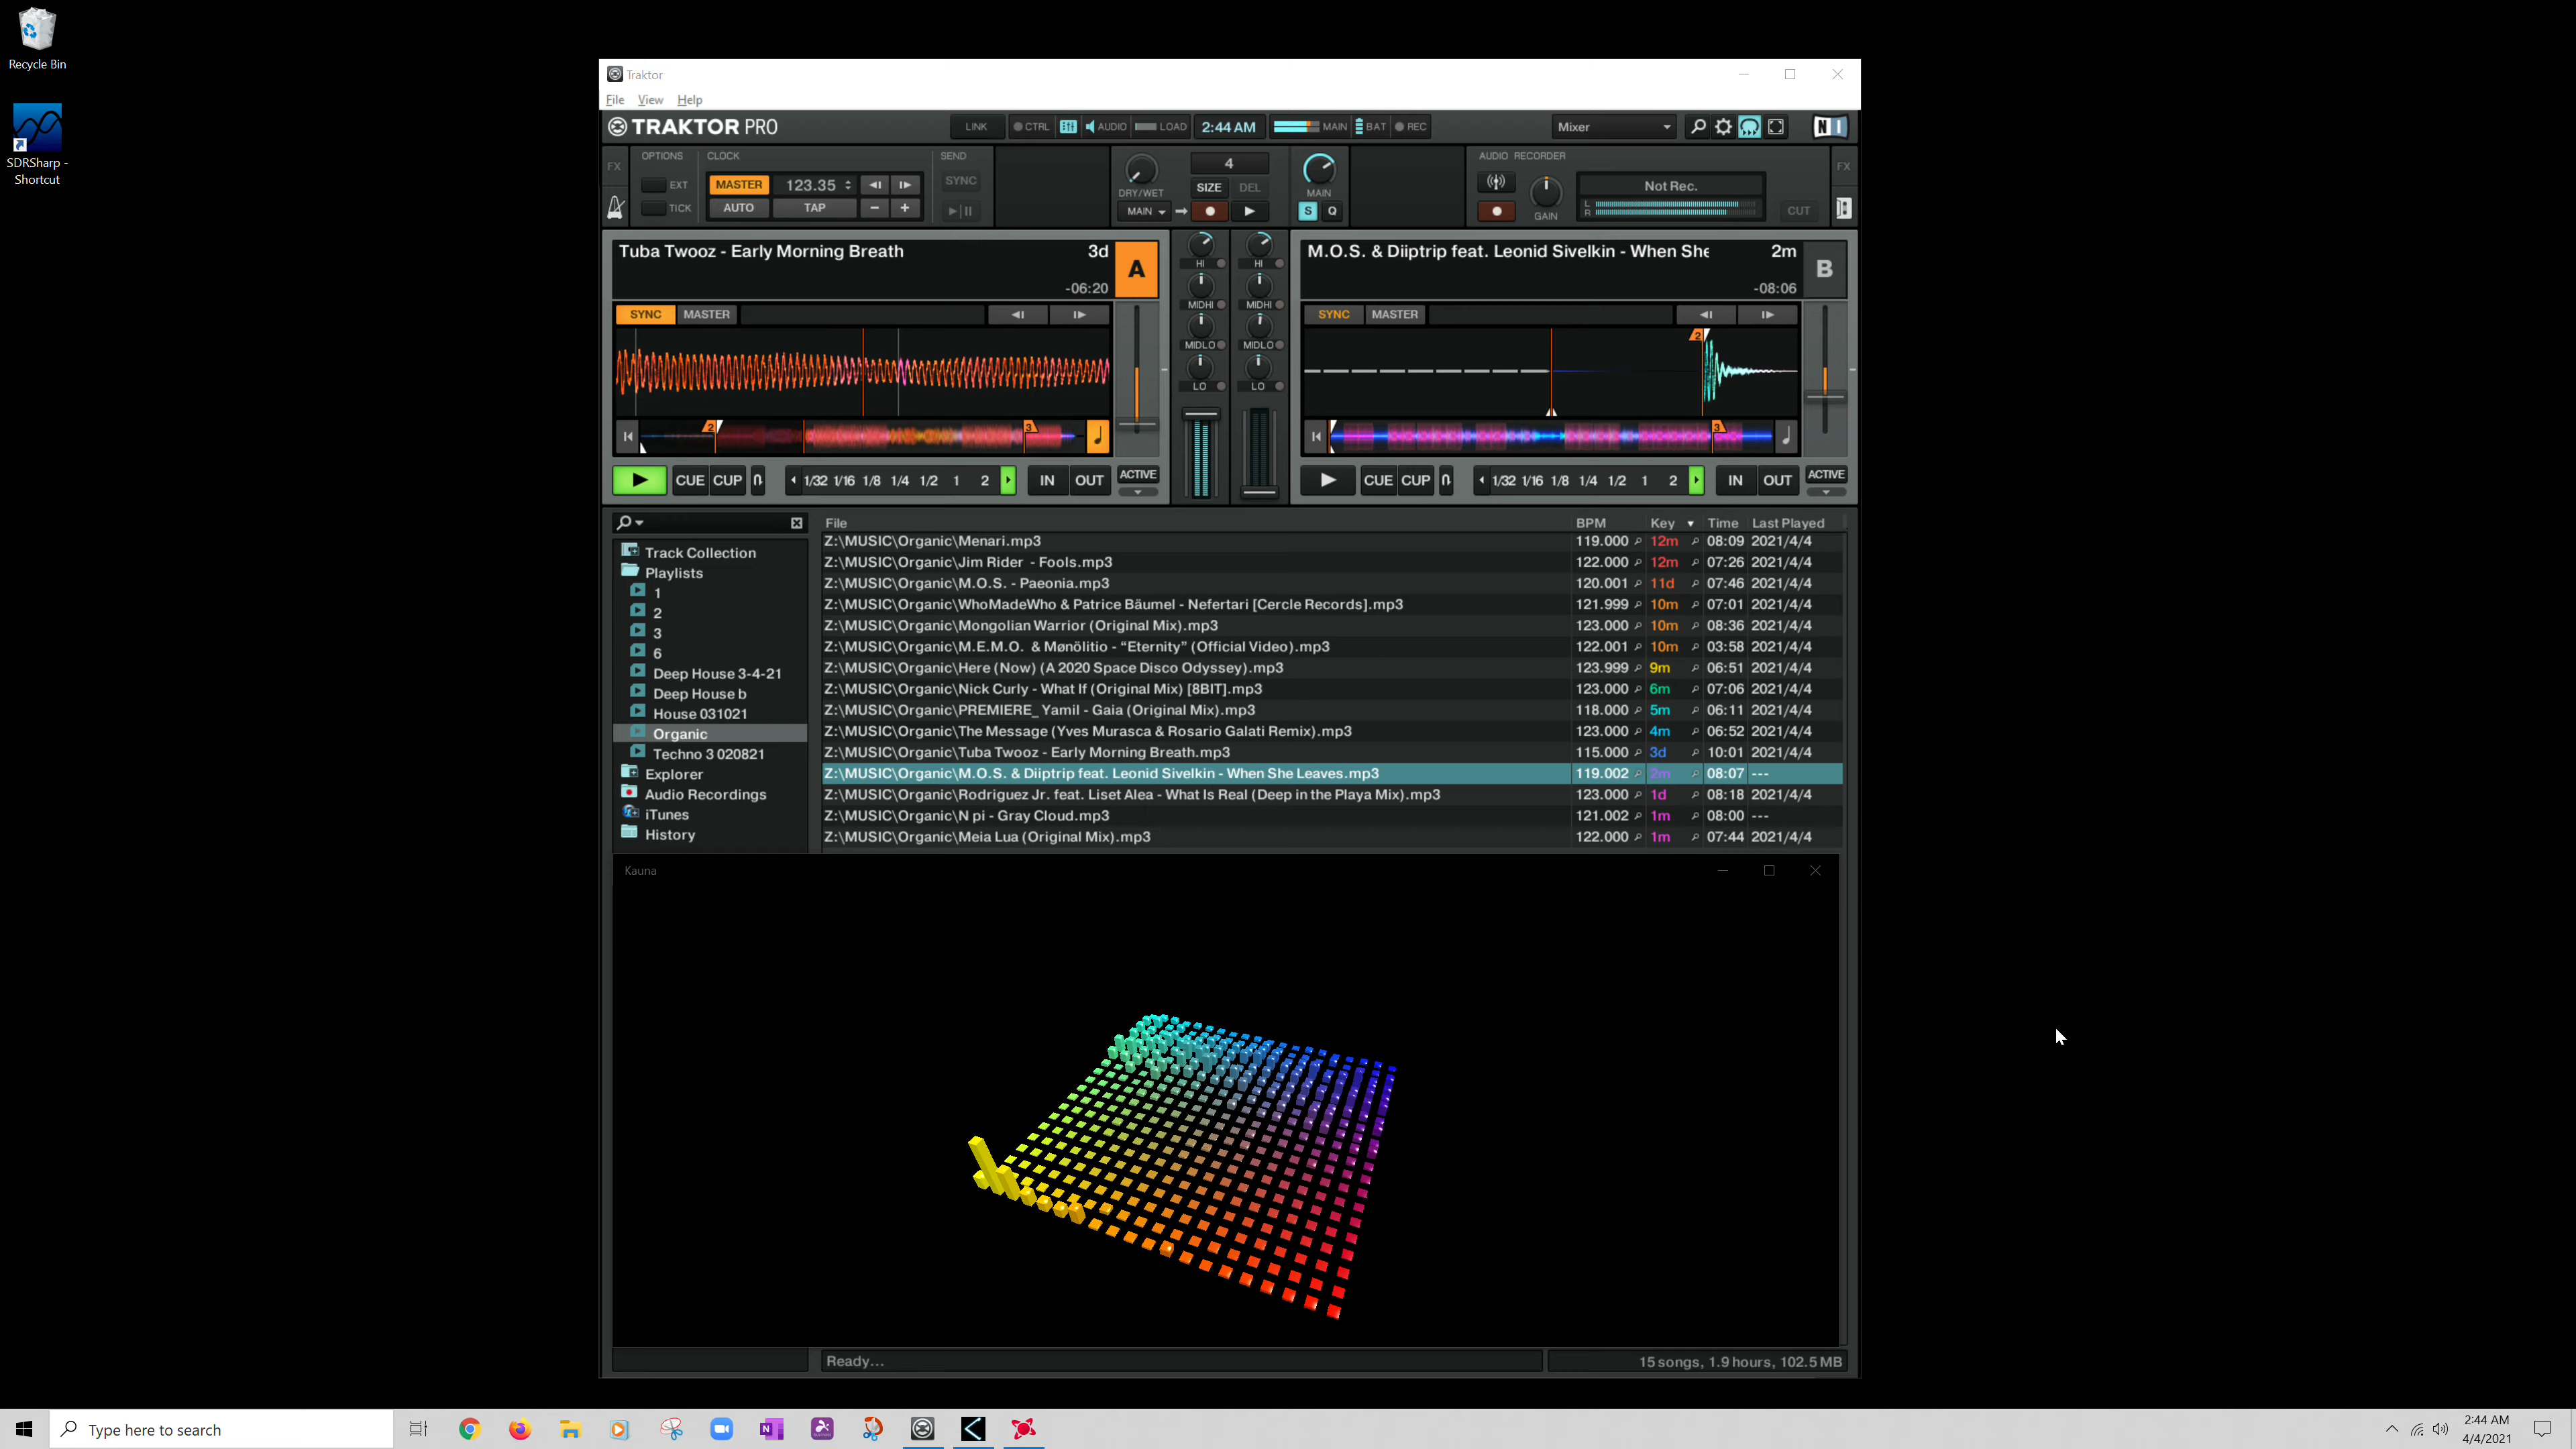 Recycle Bin
SDRSharp -
Shortcut
Traktor
File View Help
TRAKTOR PRO
LINK CTRL AUDIO LOAD 2:44 AM MAIN BAT REC Mixer NI
FX OPTIONS CLOCK SEND AUDIO RECORDER FX
EXT MASTER 123.35 SYNC 4 Not Rec.
TICK AUTO TAP - + DRY/WET SIZE DEL MAIN L R
MAIN S Q GAIN CUT
Tuba Twooz - Early Morning Breath 3d A
-06:20
SYNC MASTER
2 3
CUE CUP 1/32 1/16 1/8 1/4 1/2 1 2 IN OUT ACTIVE
HI HI
MIDHI MIDHI
MIDLO MIDLO
LO LO
M.O.S. & Diiptrip feat. Leonid Sivelkin - When She 2m B
-08:06
SYNC MASTER
2
3
CUE CUP 1/32 1/16 1/8 1/4 1/2 1 2 IN OUT ACTIVE
Track Collection
Playlists
1
2
3
6
Deep House 3-4-21
Deep House b
House 031021
Organic
Techno 3 020821
Explorer
Audio Recordings
iTunes
History
File BPM Key Time Last Played
Z:\MUSIC\Organic\Menari.mp3 119.000 12m 08:09 2021/4/4
Z:\MUSIC\Organic\Jim Rider - Fools.mp3 122.000 12m 07:26 2021/4/4
Z:\MUSIC\Organic\M.O.S. - Paeonia.mp3 120.001 11d 07:46 2021/4/4
Z:\MUSIC\Organic\WhoMadeWho & Patrice Bäumel - Nefertari [Cercle Records].mp3 121.999 10m 07:01 2021/4/4
Z:\MUSIC\Organic\Mongolian Warrior (Original Mix).mp3 123.000 10m 08:36 2021/4/4
Z:\MUSIC\Organic\M.E.M.O. & Mønölitio - “Eternity” (Official Video).mp3 122.001 10m 03:58 2021/4/4
Z:\MUSIC\Organic\Here (Now) (A 2020 Space Disco Odyssey).mp3 123.999 9m 06:51 2021/4/4
Z:\MUSIC\Organic\Nick Curly - What If (Original Mix) [8BIT].mp3 123.000 6m 07:06 2021/4/4
Z:\MUSIC\Organic\PREMIERE_ Yamil - Gaia (Original Mix).mp3 118.000 5m 06:11 2021/4/4
Z:\MUSIC\Organic\The Message (Yves Murasca & Rosario Galati Remix).mp3 123.000 4m 06:52 2021/4/4
Z:\MUSIC\Organic\Tuba Twooz - Early Morning Breath.mp3 115.000 3d 10:01 2021/4/4
Z:\MUSIC\Organic\M.O.S. & Diiptrip feat. Leonid Sivelkin - When She Leaves.mp3 119.002 2m 08:07 ---
Z:\MUSIC\Organic\Rodriguez Jr. feat. Liset Alea - What Is Real (Deep in the Playa Mix).mp3 123.000 1d 08:18 2021/4/4
Z:\MUSIC\Organic\N pi - Gray Cloud.mp3 121.002 1m 08:00 ---
Z:\MUSIC\Organic\Meia Lua (Original Mix).mp3 122.000 1m 07:44 2021/4/4
Kauna
Ready...
15 songs, 1.9 hours, 102.5 MB
Type here to search
2:44 AM
4/4/2021